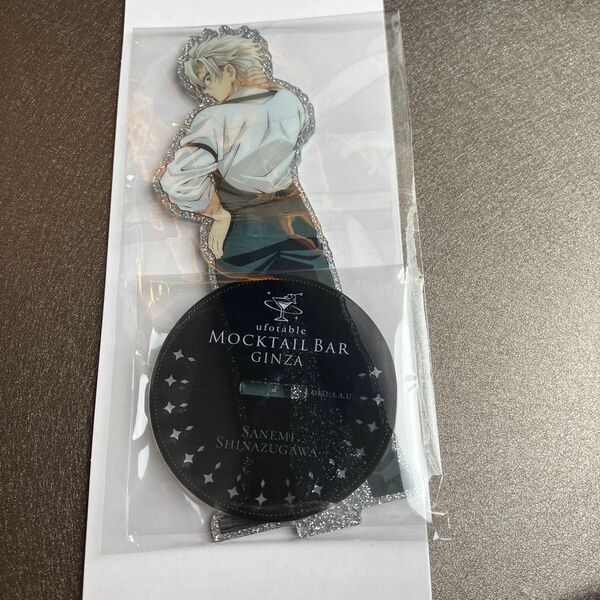 ufotable
MOCKTAIL BAR
GINZA
SANEMI
SHINAZUGAWA